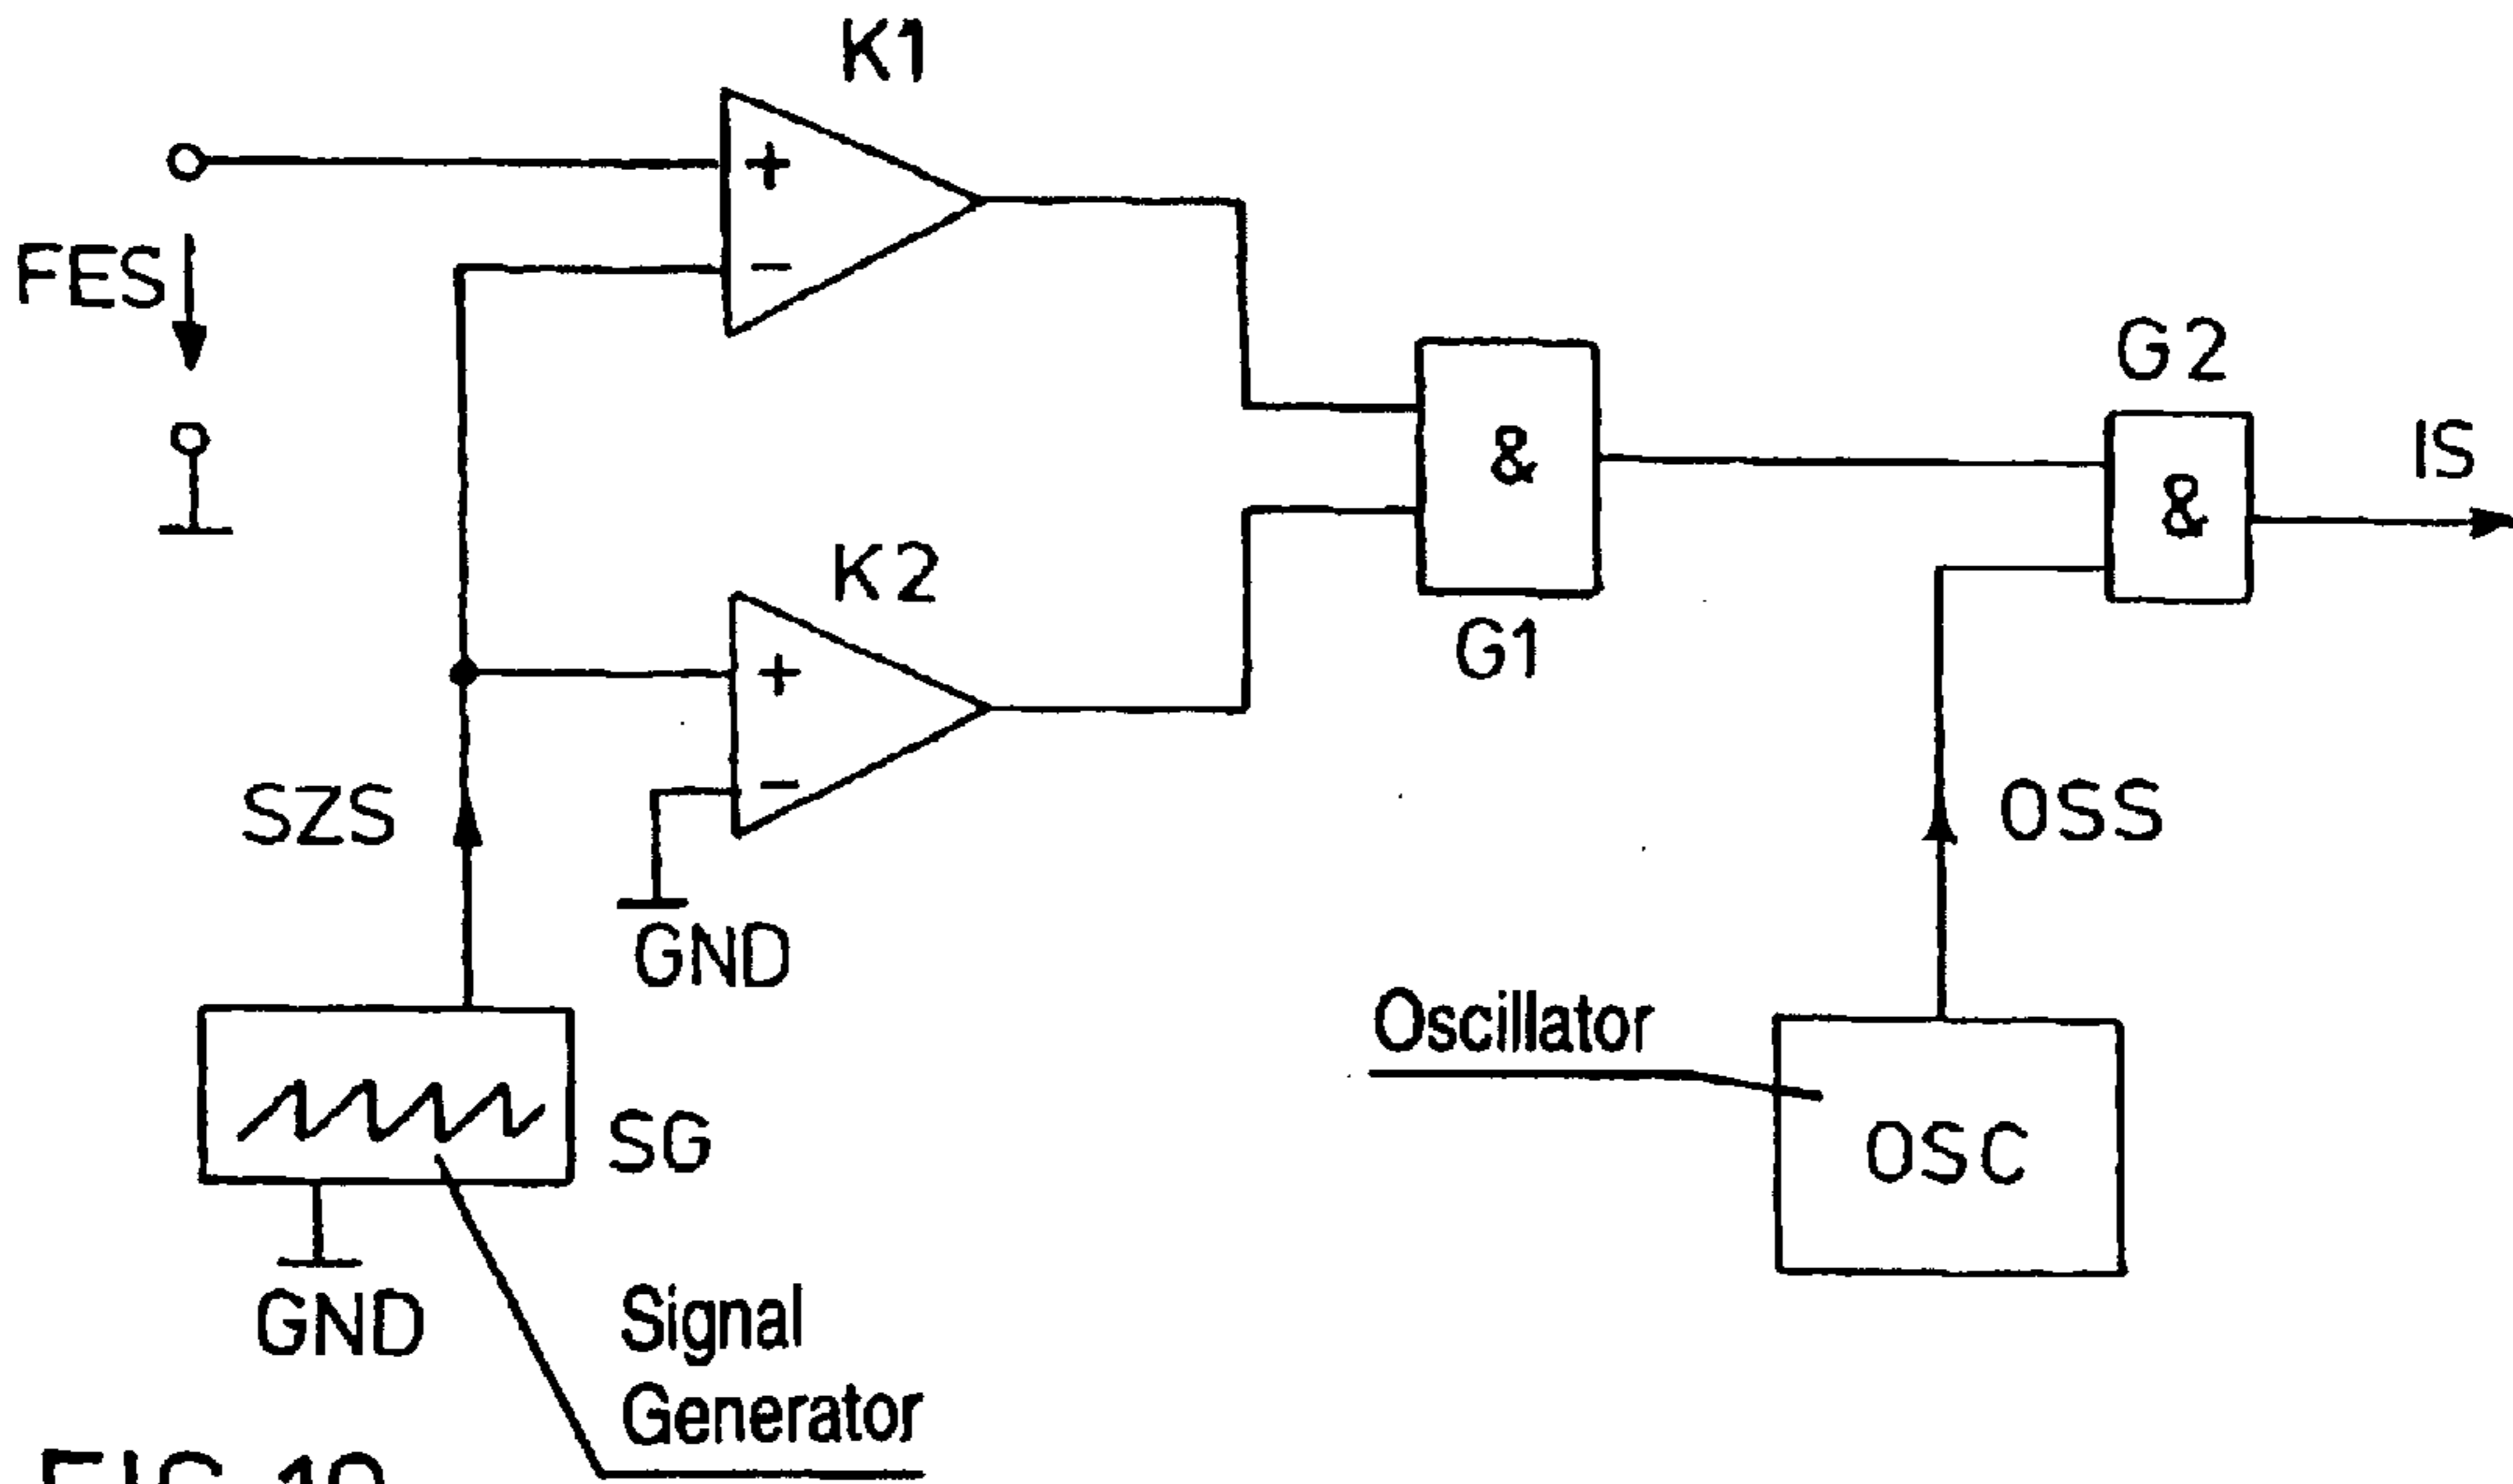 K1
+
−
FES
K2
+
−
&
G1
G2
&
IS
SZS
GND
OSS
SG
GND
Oscillator
OSC
Signal
Generator